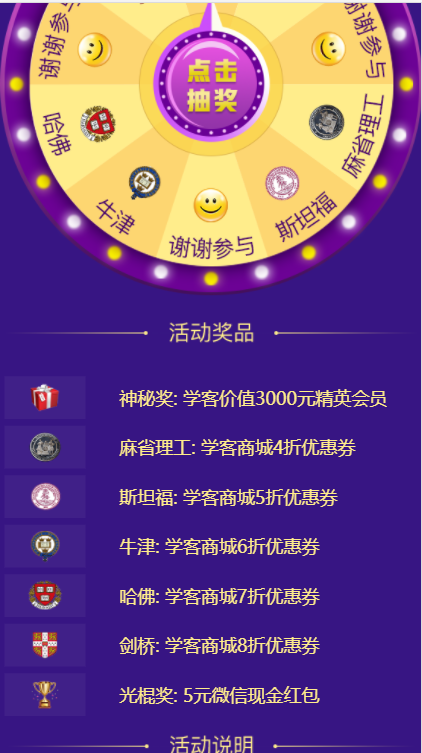 谢谢参与
谢谢参与
点击
抽奖
哈佛
麻省理工
牛津
斯坦福
谢谢参与
活动奖品
神秘奖: 学客价值3000元精英会员
麻省理工: 学客商城4折优惠券
斯坦福: 学客商城5折优惠券
牛津: 学客商城6折优惠券
哈佛: 学客商城7折优惠券
剑桥: 学客商城8折优惠券
光棍奖: 5元微信现金红包
活动说明